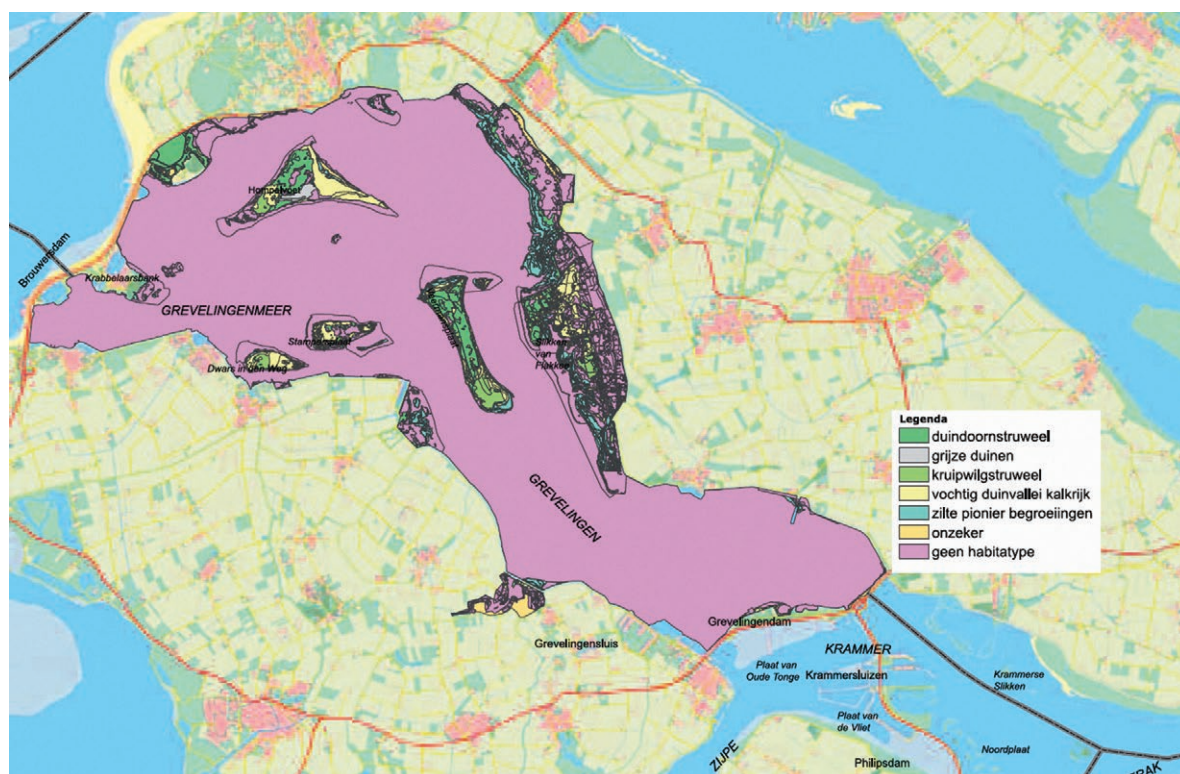 Hompelvoet
Brouwersdam
Krabbelaarsbank
GREVELINGENMEER
Stampersplaat
Dwars in den Weg
Slikken
van
Flakkee
GREVELINGEN
Legenda
duindoornstruweel
grijze duinen
kruipwilgstruweel
vochtig duinvallei kalkrijk
zilte pionier begroeiingen
onzeker
geen habitatype
Grevelingendam
Grevelingensluis
KRAMMER
Plaat van
Oude Tonge
Krammersluizen
Krammerse
Slikken
Plaat van
de Vliet
Noordplaat
ZIJPE
Philipsdam